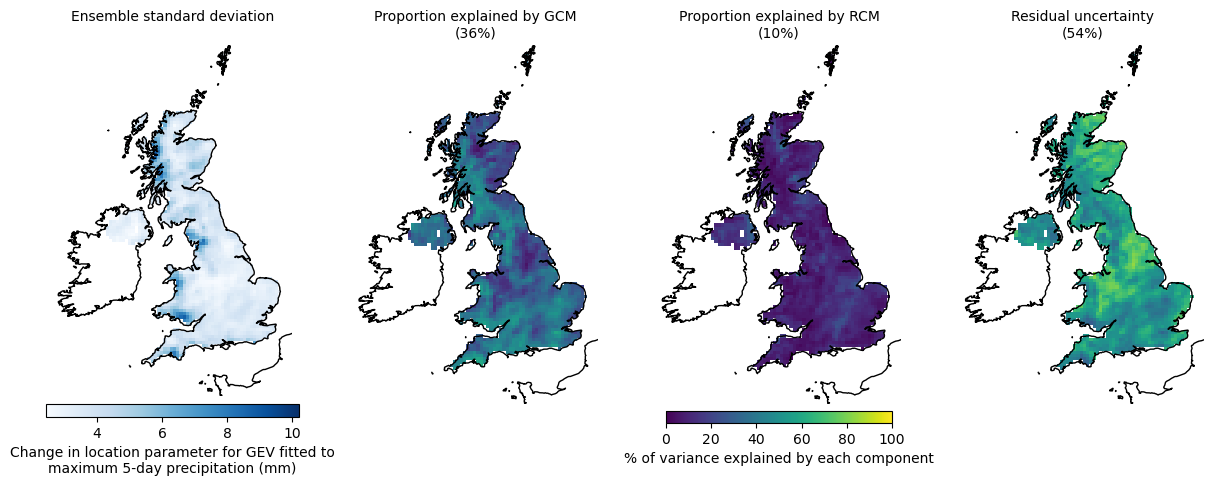 Ensemble standard deviation
Proportion explained by GCM
(36%)
Proportion explained by RCM
(10%)
Residual uncertainty
(54%)
4 6 8 10
Change in location parameter for GEV fitted to
maximum 5-day precipitation (mm)
0 20 40 60 80 100
% of variance explained by each component